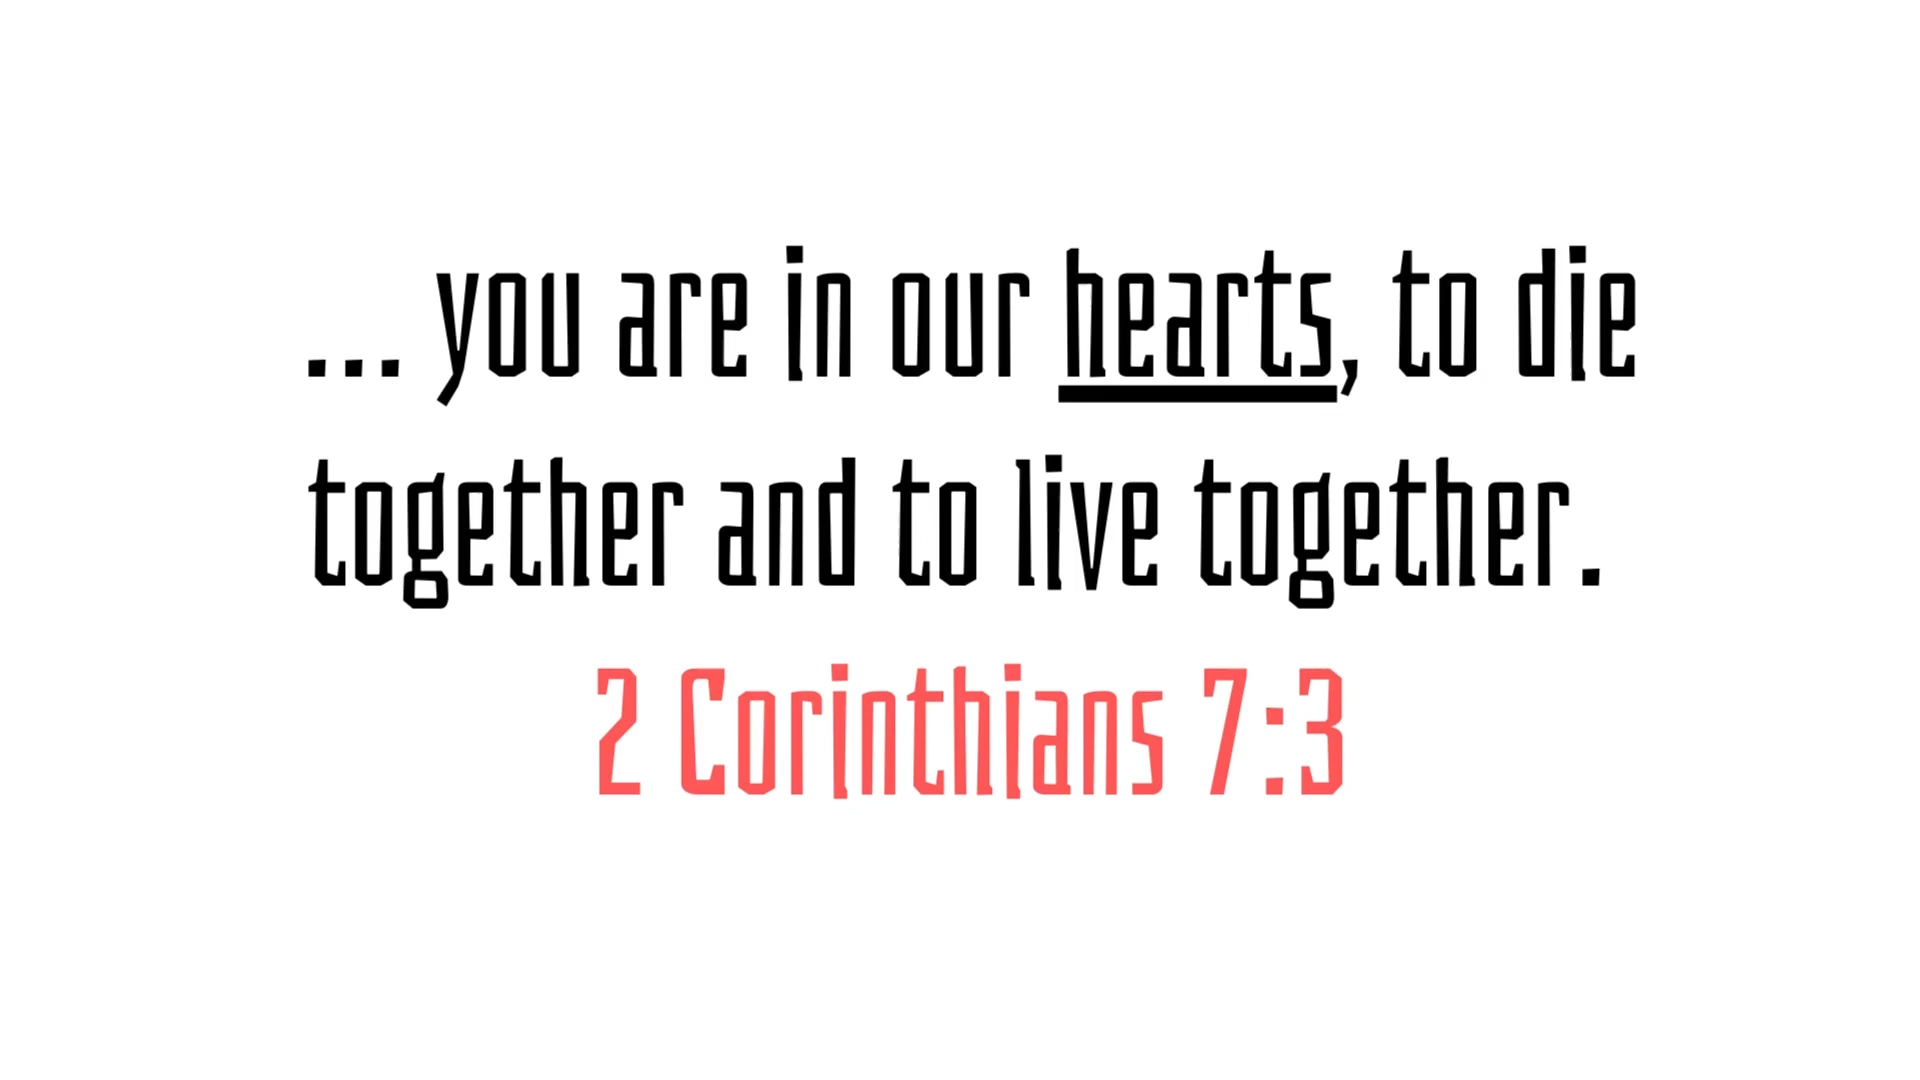 ... you are in our hearts, to die
together and to live together.
2 Corinthians 7:3